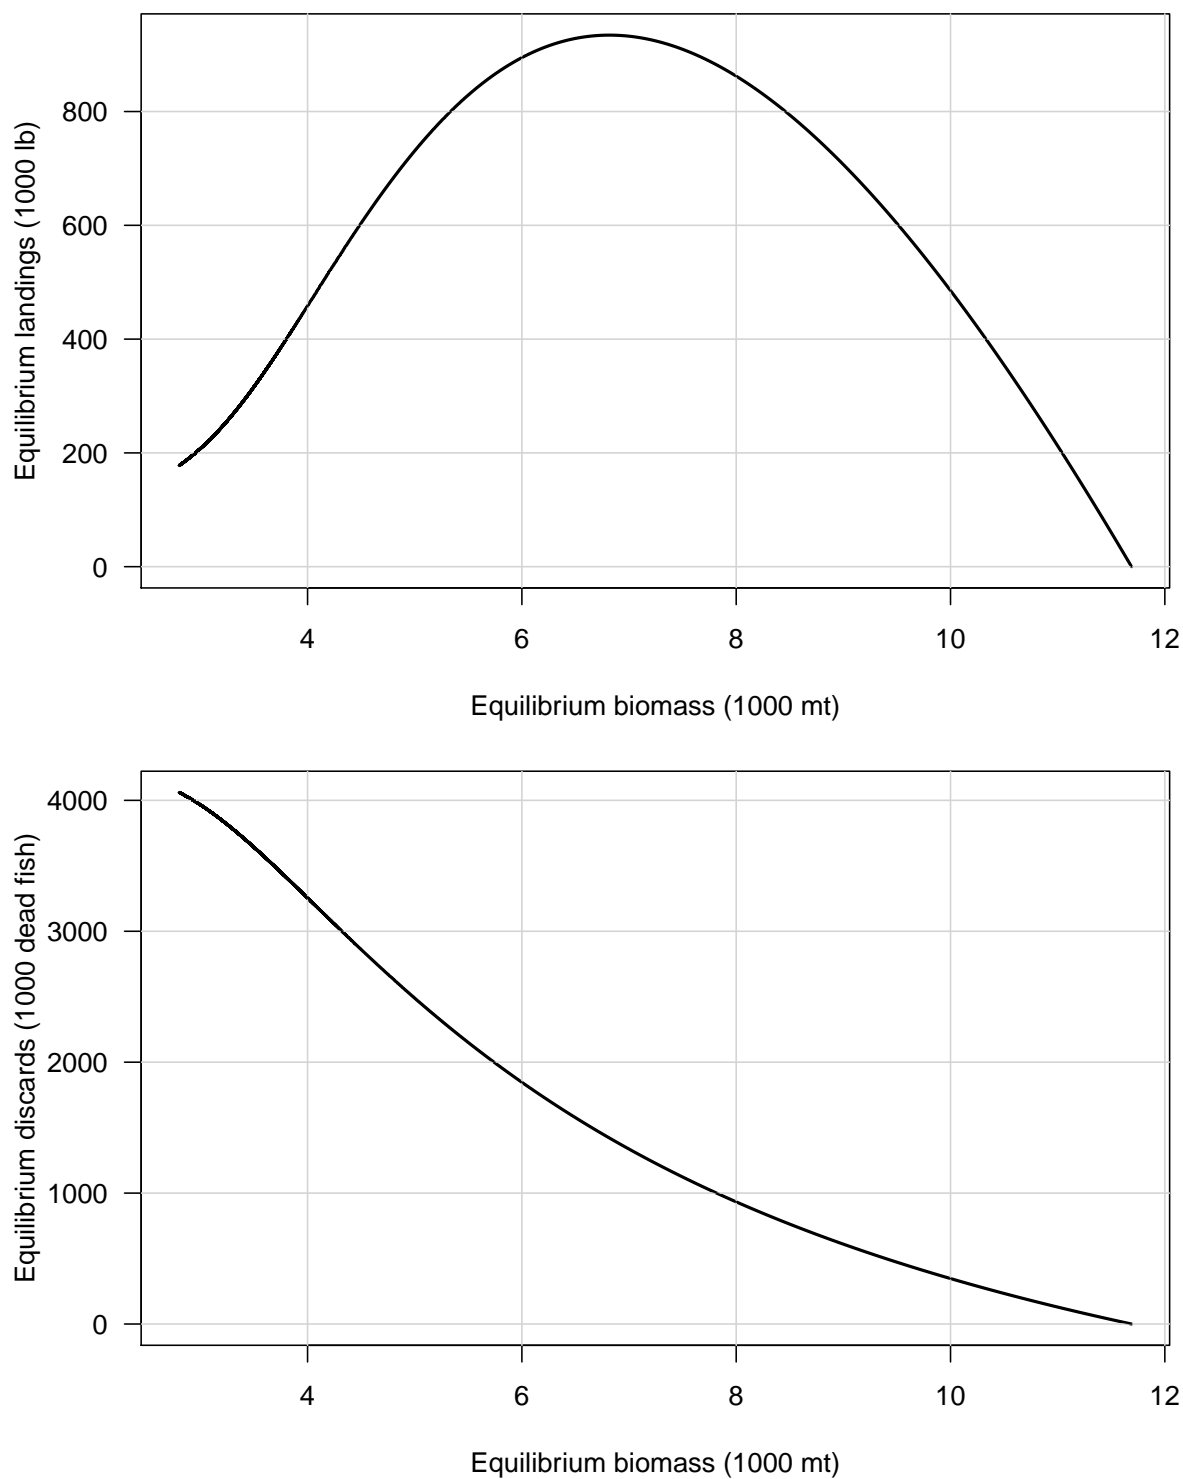 Equilibrium landings (1000 lb)
800
600
400
200
0
4 6 8 10 12
Equilibrium biomass (1000 mt)
Equilibrium discards (1000 dead fish)
4000
3000
2000
1000
0
4 6 8 10 12
Equilibrium biomass (1000 mt)